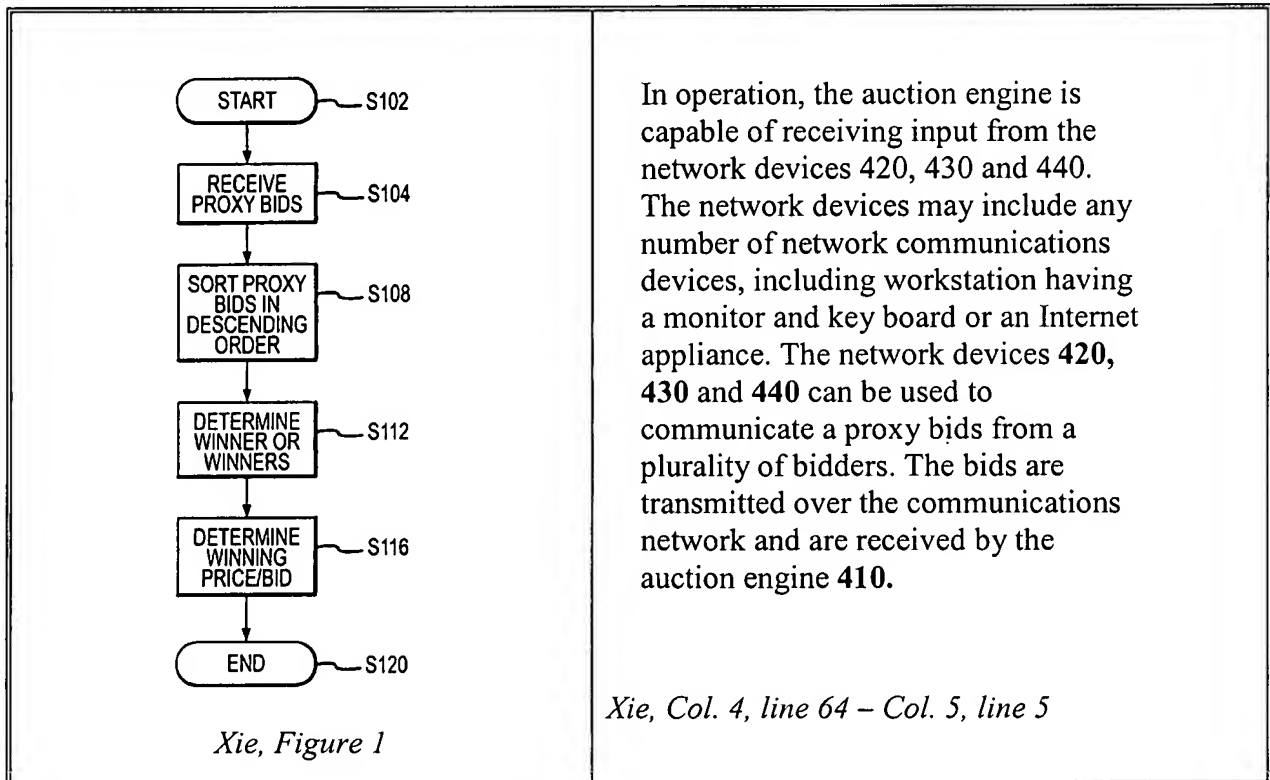 START
S102
RECEIVE
PROXY BIDS
S104
SORT PROXY
BIDS IN
DESCENDING
ORDER
S108
DETERMINE
WINNER OR
WINNERS
S112
DETERMINE
WINNING
PRICE/BID
S116
END
S120
Xie, Figure 1
In operation, the auction engine is
capable of receiving input from the
network devices 420, 430 and 440.
The network devices may include any
number of network communications
devices, including workstation having
a monitor and key board or an Internet
appliance. The network devices 420,
430 and 440 can be used to
communicate a proxy bids from a
plurality of bidders. The bids are
transmitted over the communications
network and are received by the
auction engine 410.
Xie, Col. 4, line 64 – Col. 5, line 5